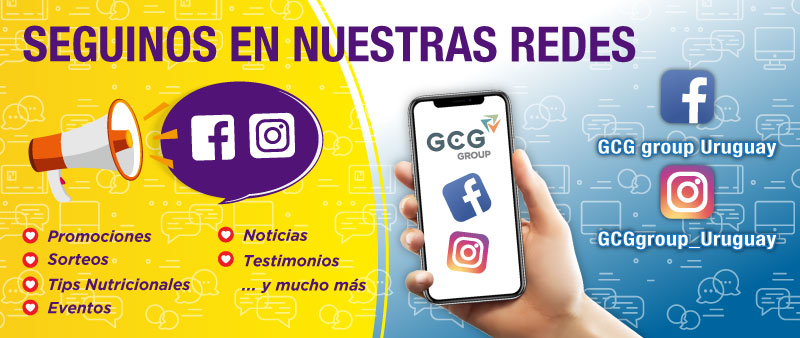 SEGUINOS EN NUESTRAS REDES
Promociones
Sorteos
Tips Nutricionales
Eventos
Noticias
Testimonios
... y mucho más
GCG
GROUP
GCG group Uruguay
GCGgroup_Uruguay